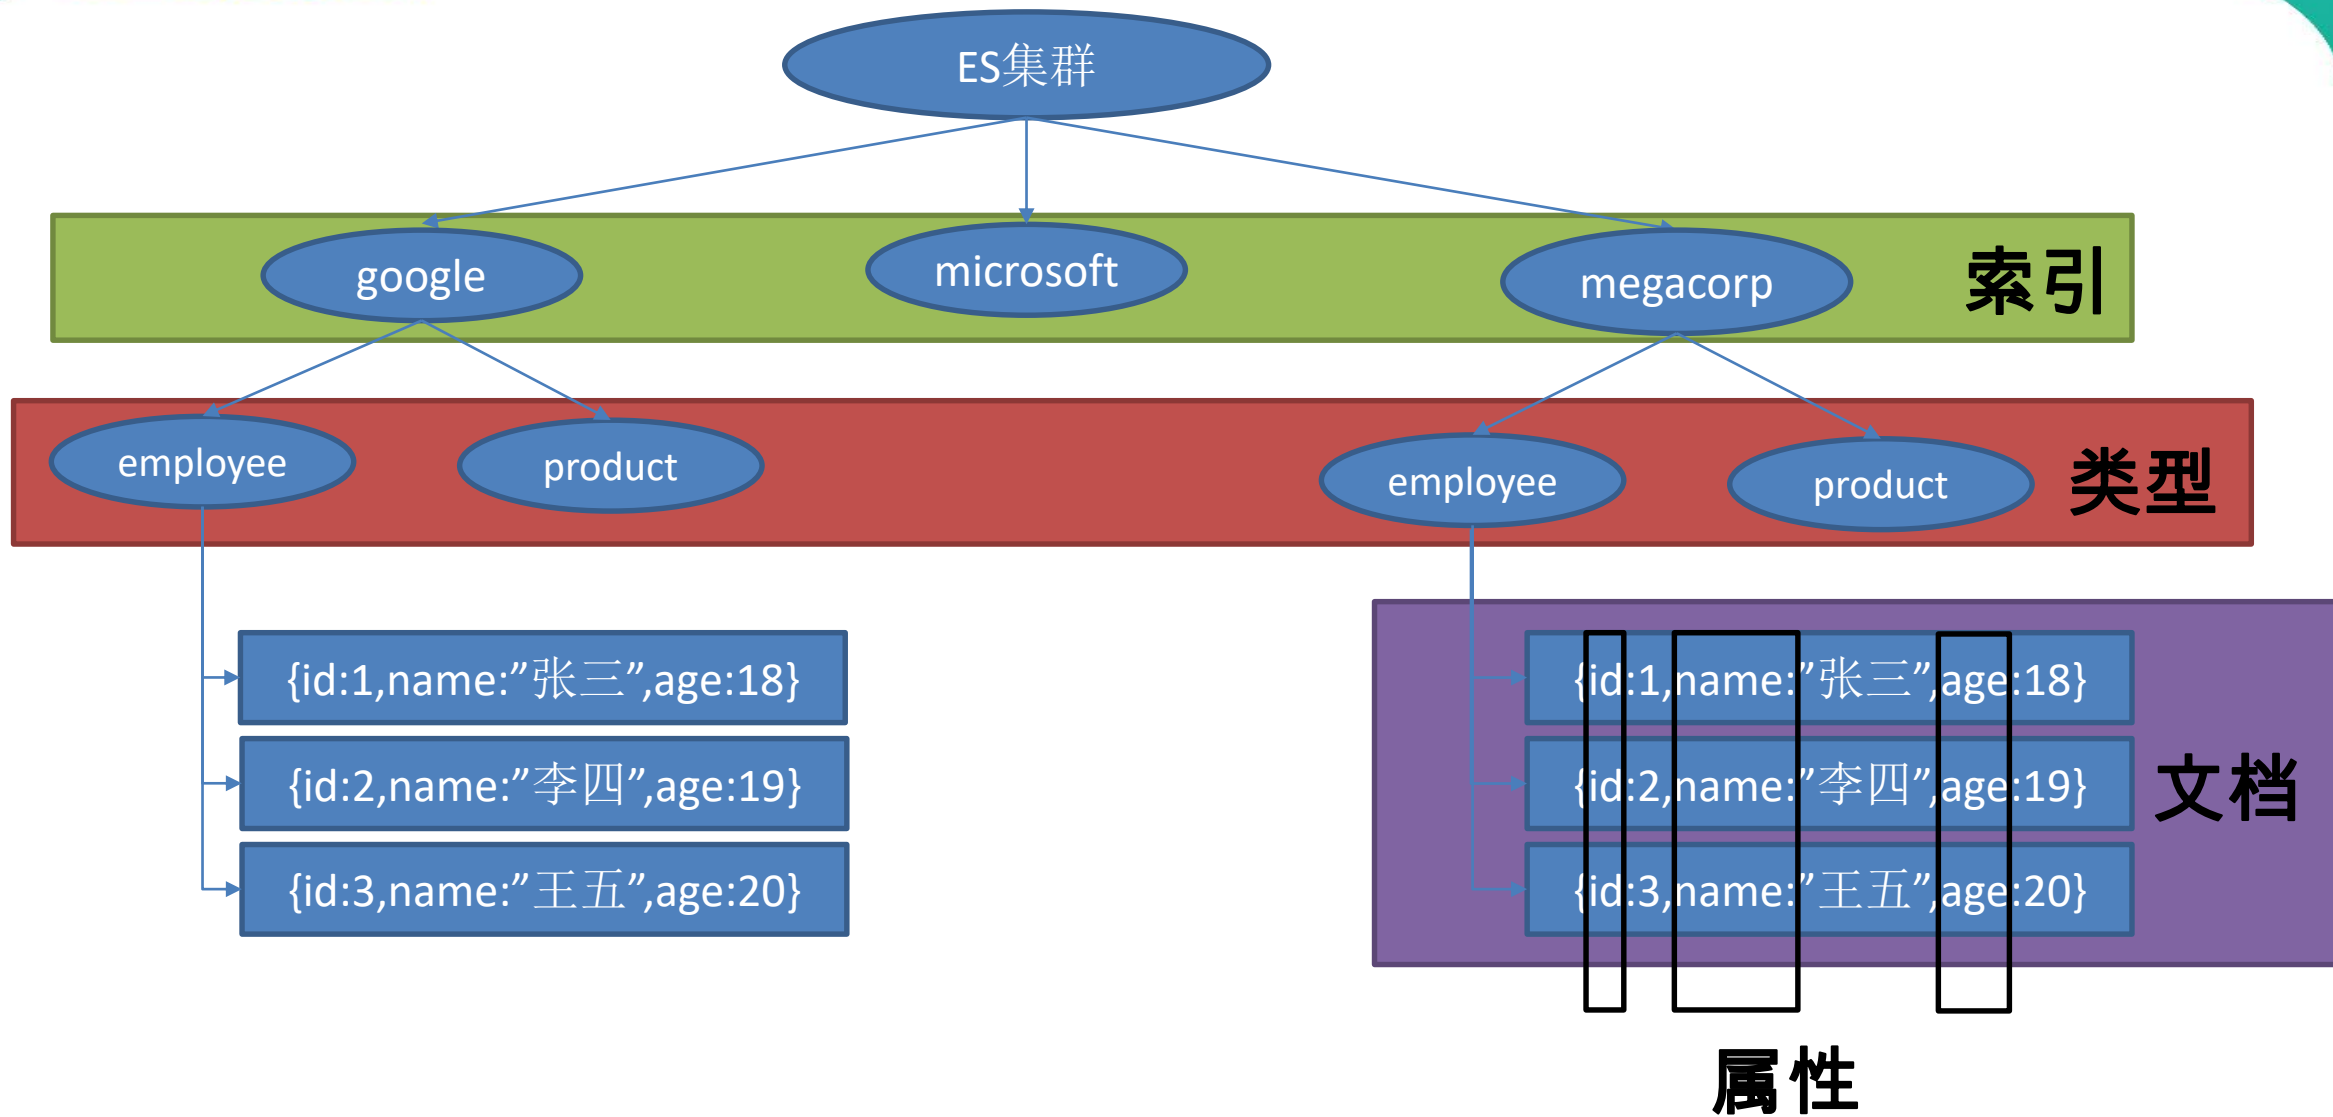 ES集群
google
microsoft
megacorp
索引
employee
product
employee
product
类型
{id:1,name:”张三”,age:18}
{id:2,name:”李四”,age:19}
{id:3,name:”王五”,age:20}
{id:1,name:”张三”,age:18}
{id:2,name:”李四”,age:19}
{id:3,name:”王五”,age:20}
文档
属性